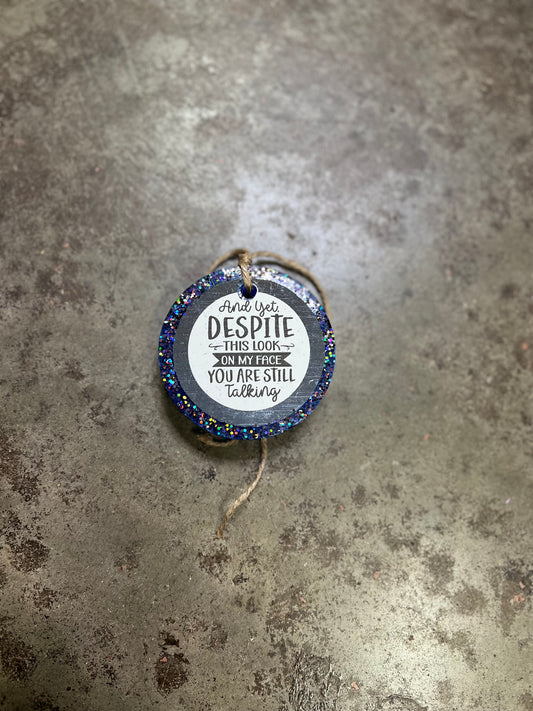 And Yet,
DESPITE
THIS LOOK
ON MY FACE
YOU ARE STILL
Talking